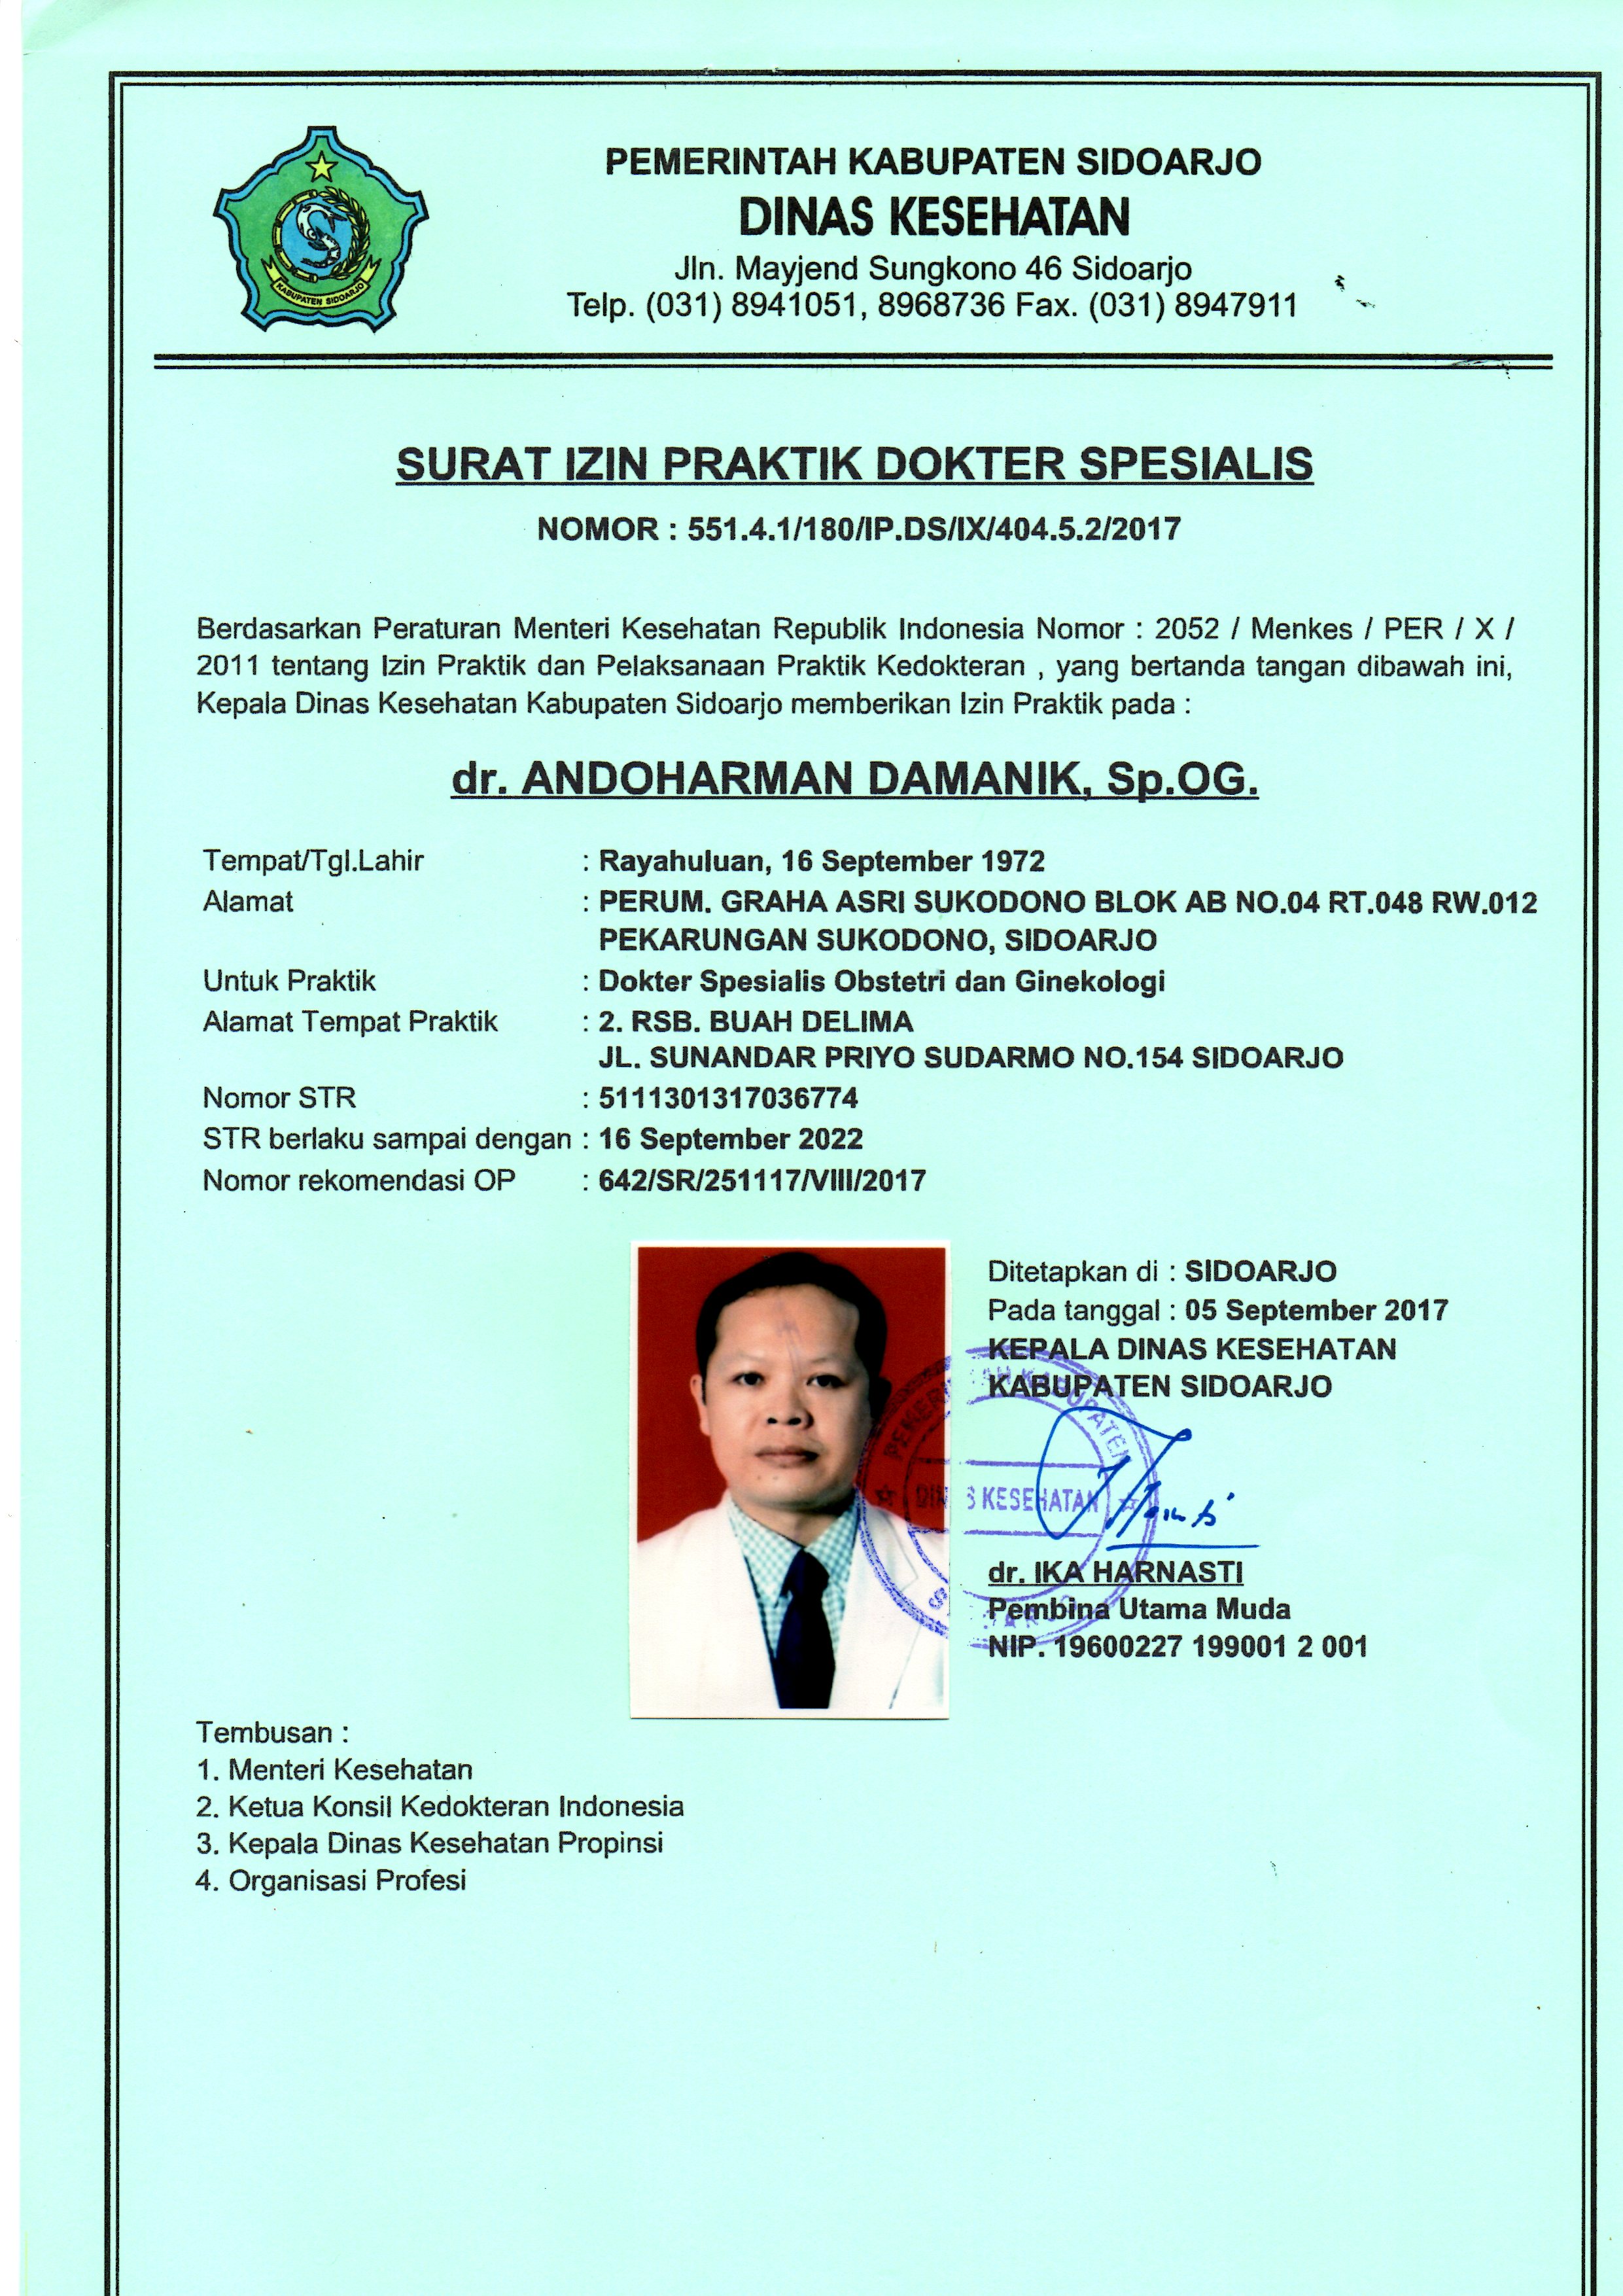 KABUPATEN SIDOARJO
PEMERINTAH KABUPATEN SIDOARJO
DINAS KESEHATAN
Jln. Mayjend Sungkono 46 Sidoarjo
Telp. (031) 8941051, 8968736 Fax. (031) 8947911
SURAT IZIN PRAKTIK DOKTER SPESIALIS
NOMOR : 551.4.1/180/IP.DS/IX/404.5.2/2017
Berdasarkan Peraturan Menteri Kesehatan Republik Indonesia Nomor : 2052 / Menkes / PER / X /
2011 tentang Izin Praktik dan Pelaksanaan Praktik Kedokteran , yang bertanda tangan dibawah ini,
Kepala Dinas Kesehatan Kabupaten Sidoarjo memberikan Izin Praktik pada :
dr. ANDOHARMAN DAMANIK, Sp.OG.
Tempat/Tgl.Lahir : Rayahuluan, 16 September 1972
Alamat : PERUM. GRAHA ASRI SUKODONO BLOK AB NO.04 RT.048 RW.012
PEKARUNGAN SUKODONO, SIDOARJO
Untuk Praktik : Dokter Spesialis Obstetri dan Ginekologi
Alamat Tempat Praktik : 2. RSB. BUAH DELIMA
JL. SUNANDAR PRIYO SUDARMO NO.154 SIDOARJO
Nomor STR : 5111301317036774
STR berlaku sampai dengan : 16 September 2022
Nomor rekomendasi OP : 642/SR/251117/VIII/2017
Ditetapkan di : SIDOARJO
Pada tanggal : 05 September 2017
KEPALA DINAS KESEHATAN
KABUPATEN SIDOARJO
DINAS KESEHATAN
dr. IKA HARNASTI
Pembina Utama Muda
NIP. 19600227 199001 2 001
Tembusan :
1. Menteri Kesehatan
2. Ketua Konsil Kedokteran Indonesia
3. Kepala Dinas Kesehatan Propinsi
4. Organisasi Profesi